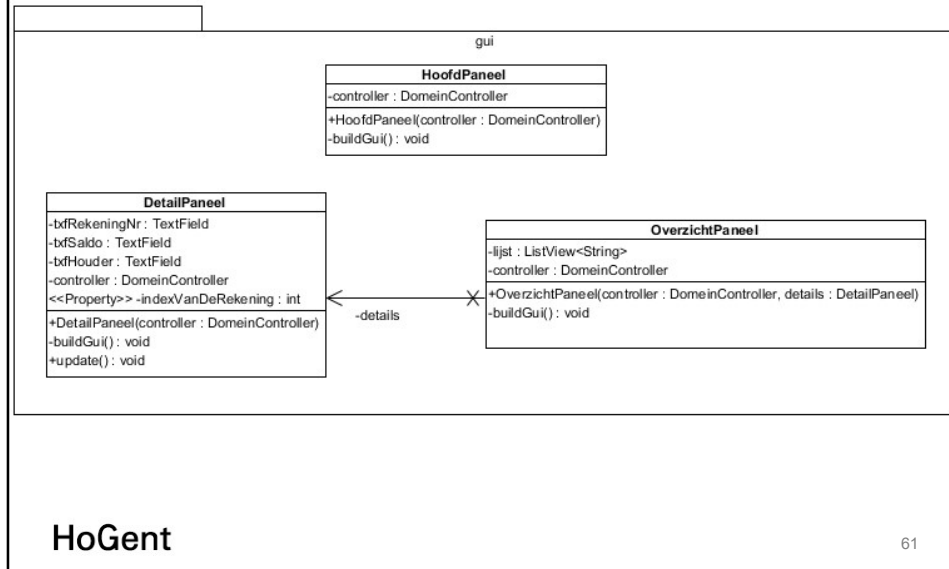 gui
HoofdPaneel
-controller : DomeinController
+HoofdPaneel(controller : DomeinController)
-buildGui() : void
DetailPaneel
-txfRekeningNr : TextField
-txfSaldo : TextField
-txfHouder : TextField
-controller : DomeinController
<<Property>> -indexVanDeRekening : int
+DetailPaneel(controller : DomeinController)
-buildGui() : void
+update() : void
-details
OverzichtPaneel
-lijst : ListView<String>
-controller : DomeinController
+OverzichtPaneel(controller : DomeinController, details : DetailPaneel)
-buildGui() : void
HoGent
61